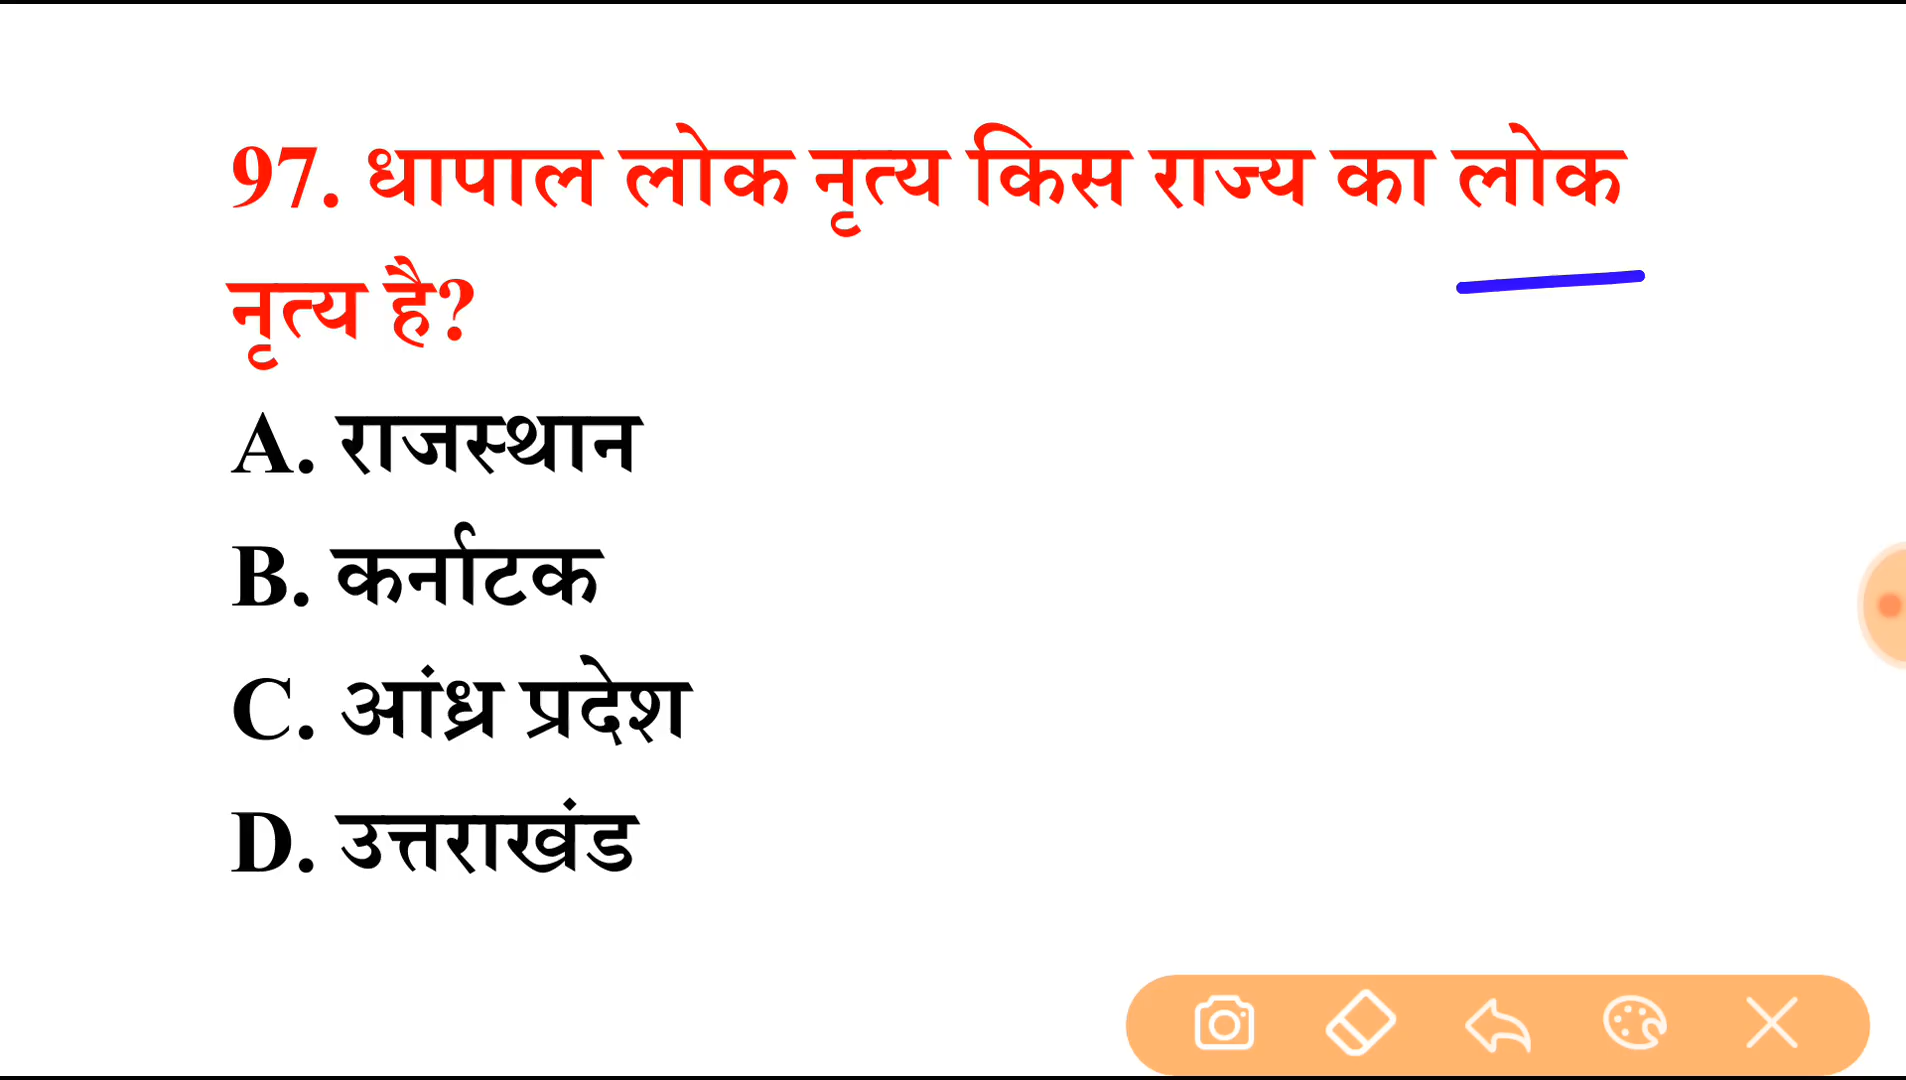 97. धापाल लोक नृत्य किस राज्य का लोक
नृत्य है?
A. राजस्थान
B. कर्नाटक
C. आंध्र प्रदेश
D. उत्तराखंड